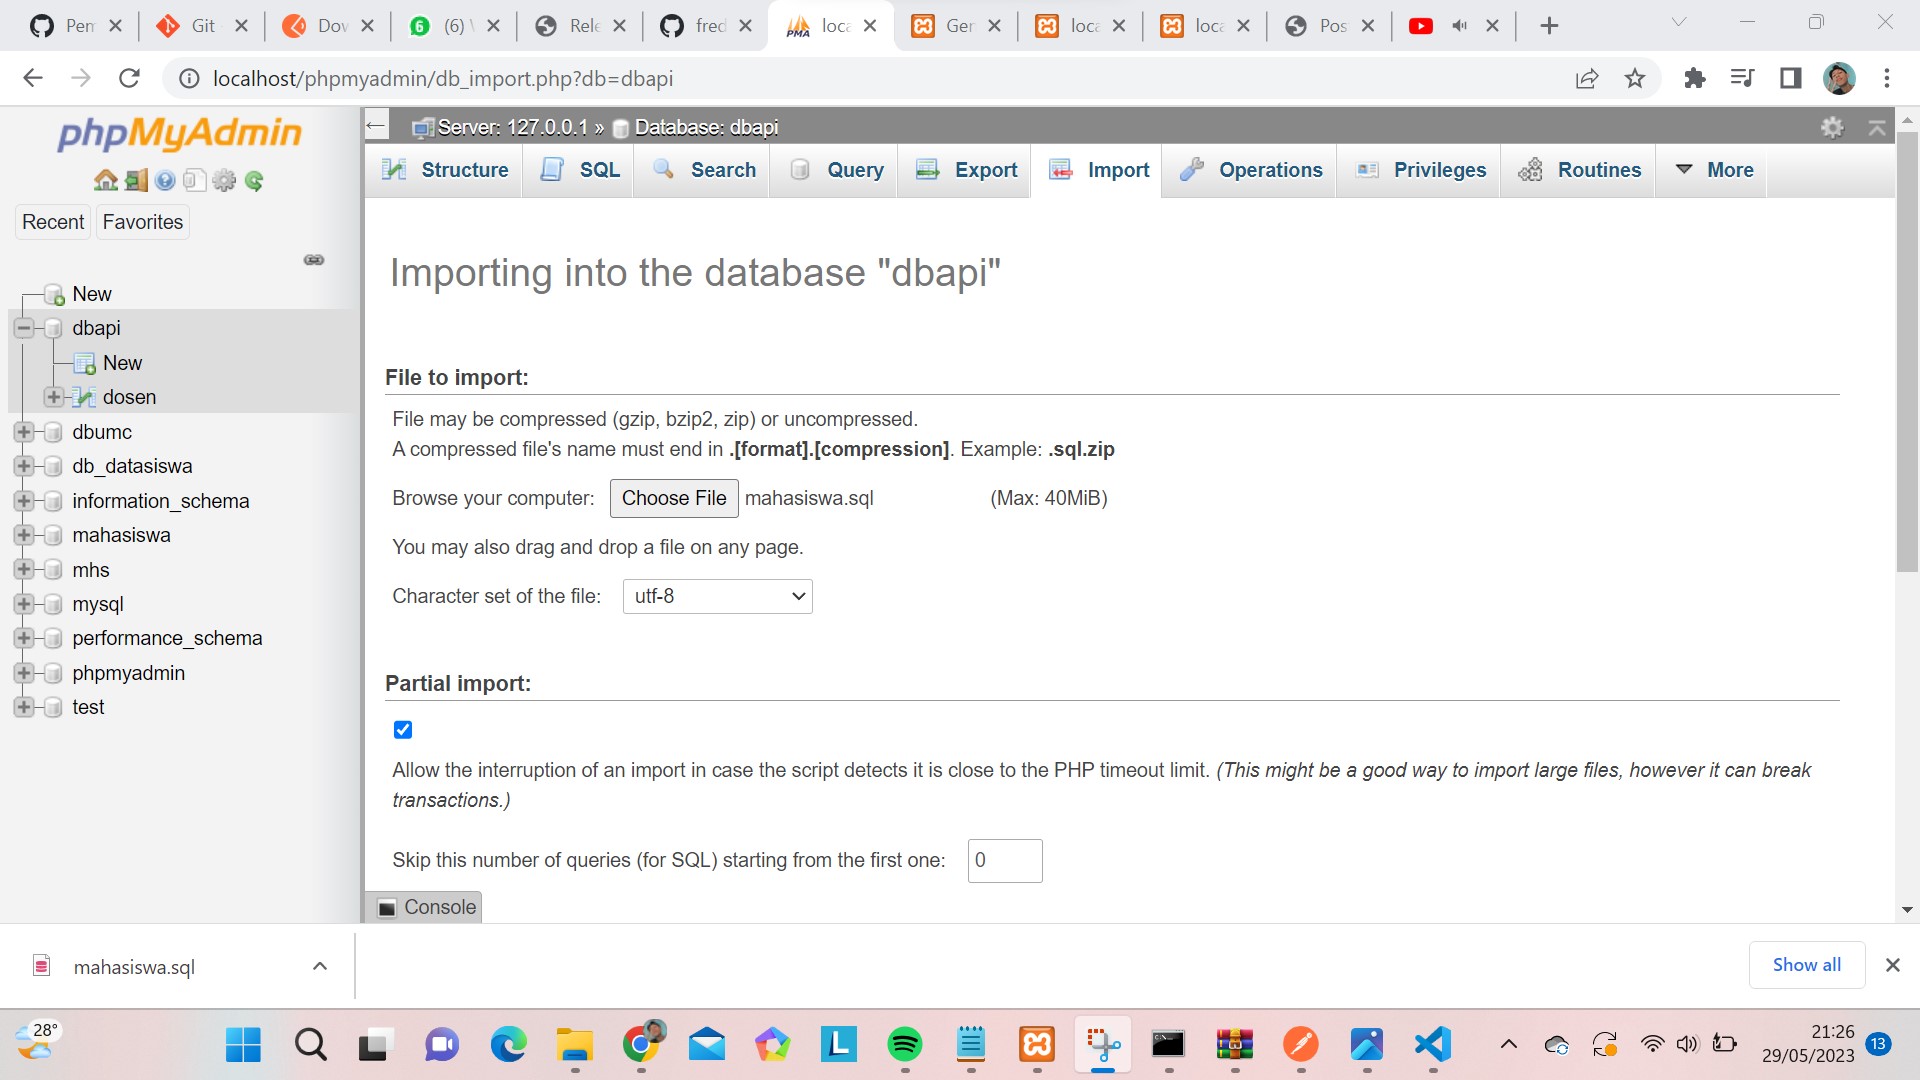 Pen
Git
Dov
(6) \
Rele
fred
loca
Ger
loca
loca
Pos
localhost/phpmyadmin/db_import.php?db=dbapi
phpMyAdmin
Recent
Favorites
New
dbapi
New
dosen
dbumc
db_datasiswa
information_schema
mahasiswa
mhs
mysql
performance_schema
phpmyadmin
test
Server: 127.0.0.1 » Database: dbapi
Structure
SQL
Search
Query
Export
Import
Operations
Privileges
Routines
More
Importing into the database "dbapi"
File to import:
File may be compressed (gzip, bzip2, zip) or uncompressed.
A compressed file's name must end in .[format].[compression]. Example: .sql.zip
Browse your computer: Choose File mahasiswa.sql (Max: 40MiB)
You may also drag and drop a file on any page.
Character set of the file: utf-8
Partial import:
Allow the interruption of an import in case the script detects it is close to the PHP timeout limit. (This might be a good way to import large files, however it can break
transactions.)
Skip this number of queries (for SQL) starting from the first one: 0
Console
mahasiswa.sql
Show all
28°
21:26
29/05/2023
13